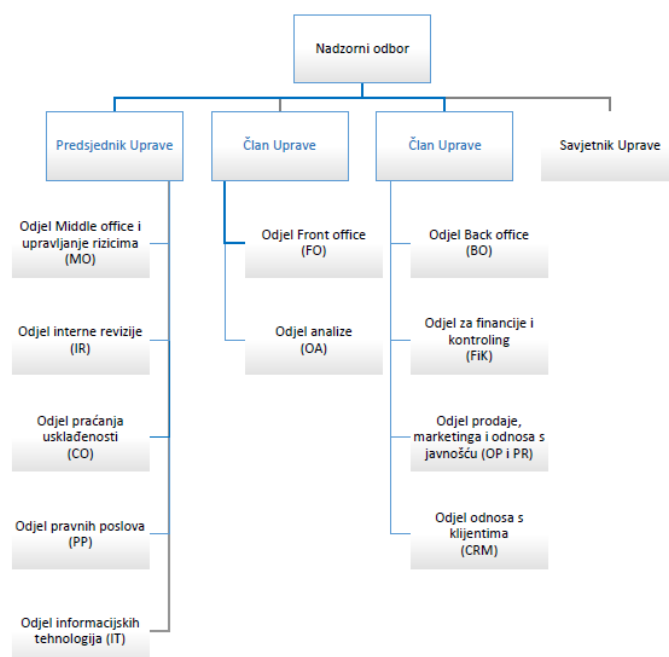 Nadzorni odbor
Predsjednik Uprave
Član Uprave
Član Uprave
Savjetnik Uprave
Odjel Middle office i
upravljanje rizicima
(MO)
Odjel Front office
(FO)
Odjel Back office
(BO)
Odjel interne revizije
(IR)
Odjel analize
(OA)
Odjel za financije i
kontroling
(FiK)
Odjel praćanja
usklađenosti
(CO)
Odjel prodaje,
marketinga i odnosa s
javnošću (OP i PR)
Odjel pravnih poslova
(PP)
Odjel odnosa s
klijentima
(CRM)
Odjel informacijskih
tehnologija (IT)